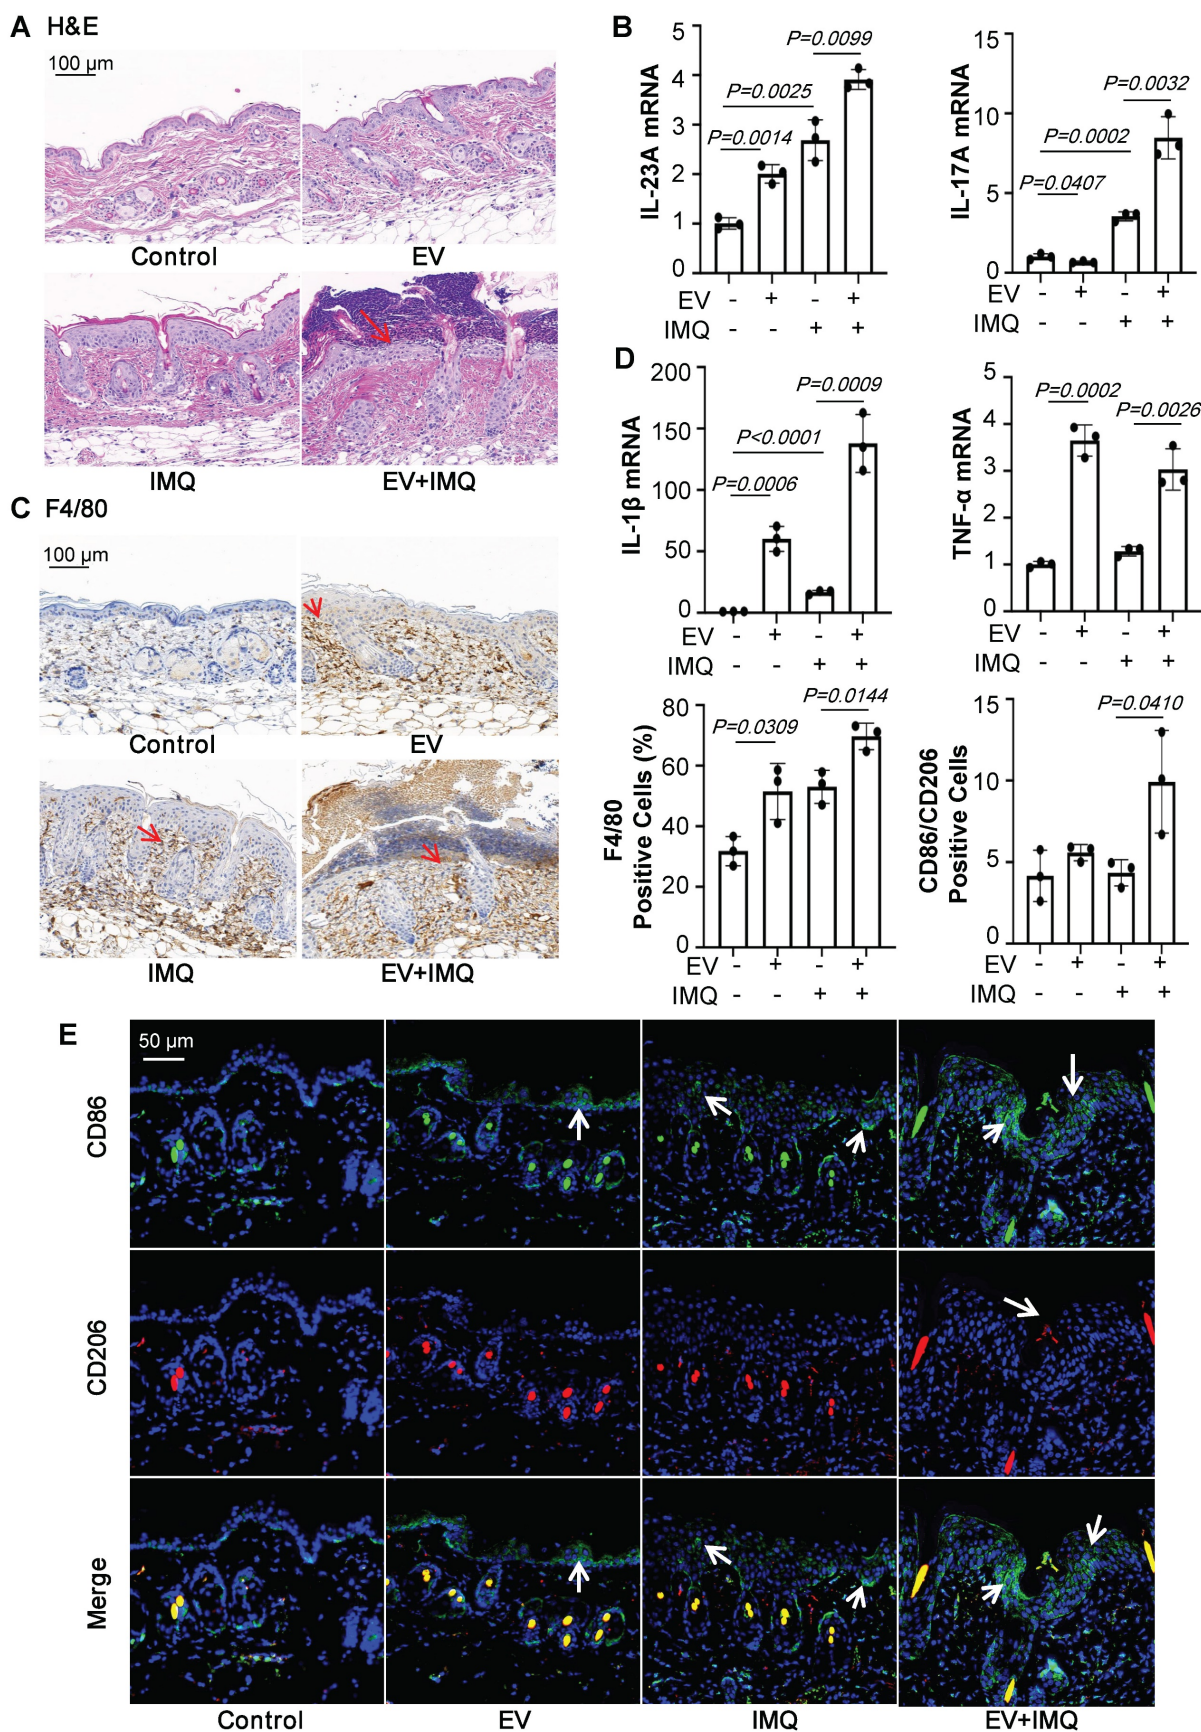 A H&E
100 µm
Control
EV
IMQ
EV+IMQ
B
IL-23A mRNA
5
4
3
2
1
0
P=0.0014
P=0.0025
P=0.0099
EV - + - +
IMQ - - + +
IL-17A mRNA
15
10
5
0
P=0.0407
P=0.0002
P=0.0032
EV - + - +
IMQ - - + +
C F4/80
100 µm
Control
EV
IMQ
EV+IMQ
D
IL-1β mRNA
200
150
100
50
0
P=0.0006
P<0.0001
P=0.0009
EV - + - +
IMQ - - + +
TNF-α mRNA
5
4
3
2
1
0
P=0.0002
P=0.0026
EV - + - +
IMQ - - + +
F4/80
Positive Cells (%)
80
60
40
20
0
P=0.0309
P=0.0144
EV - + - +
IMQ - - + +
CD86/CD206
Positive Cells
15
10
5
0
P=0.0410
EV - + - +
IMQ - - + +
E
50 µm
CD86
CD206
Merge
Control
EV
IMQ
EV+IMQ